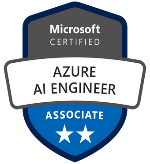 Microsoft
CERTIFIED
AZURE
AI ENGINEER
ASSOCIATE